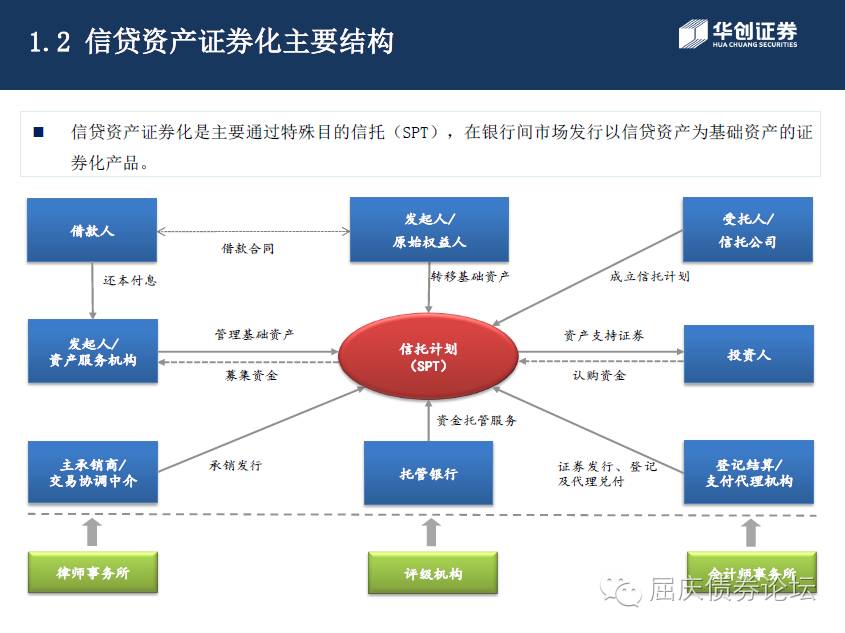 1.2 信贷资产证券化主要结构
华创证券
HUA CHUANG SECURITIES
信贷资产证券化是主要通过特殊目的信托（SPT），在银行间市场发行以信贷资产为基础资产的证
券化产品。
借款人
借款合同
发起人/
原始权益人
受托人/
信托公司
还本付息
转移基础资产
成立信托计划
发起人/
资产服务机构
管理基础资产
募集资金
信托计划
（SPT）
资产支持证券
认购资金
投资人
主承销商/
交易协调中介
承销发行
资金托管服务
托管银行
证券发行、登记
及代理兑付
登记结算/
支付代理机构
律师事务所
评级机构
会计师事务所
屈庆债券论坛